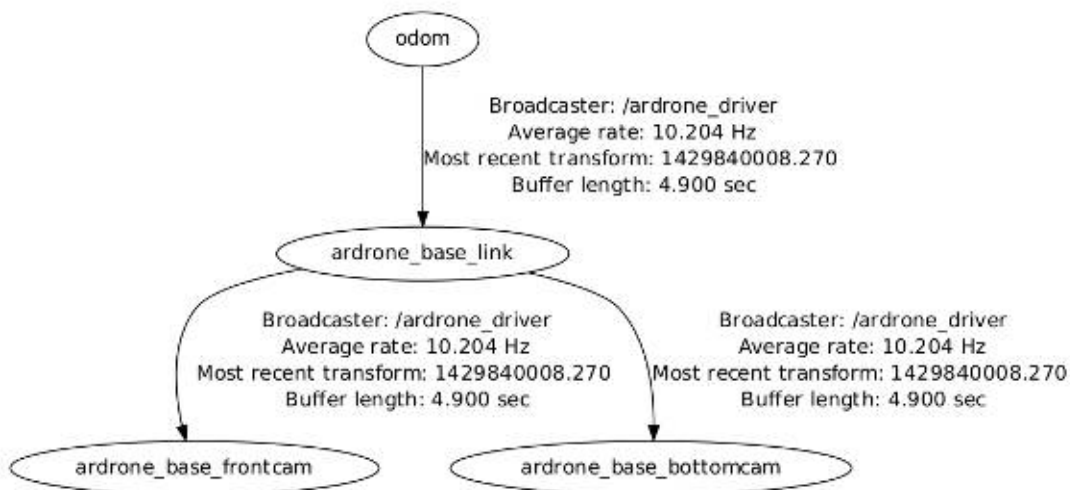 odom
Broadcaster: /ardrone_driver
Average rate: 10.204 Hz
Most recent transform: 1429840008.270
Buffer length: 4.900 sec
ardrone_base_link
Broadcaster: /ardrone_driver
Average rate: 10.204 Hz
Most recent transform: 1429840008.270
Buffer length: 4.900 sec
Broadcaster: /ardrone_driver
Average rate: 10.204 Hz
Most recent transform: 1429840008.270
Buffer length: 4.900 sec
ardrone_base_frontcam
ardrone_base_bottomcam